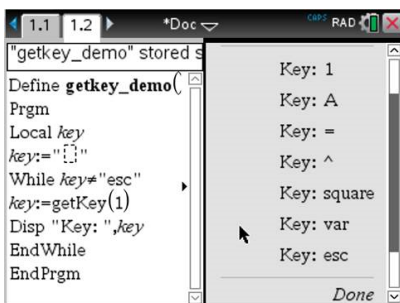 1.1 1.2 *Doc CAPS RAD
"getkey_demo" stored s
Define getkey_demo(
Prgm
Local key
key:=" "
While key≠"esc"
key:=getKey(1)
Disp "Key: ",key
EndWhile
EndPrgm
Key: 1
Key: A
Key: =
Key: ^
Key: square
Key: var
Key: esc
Done